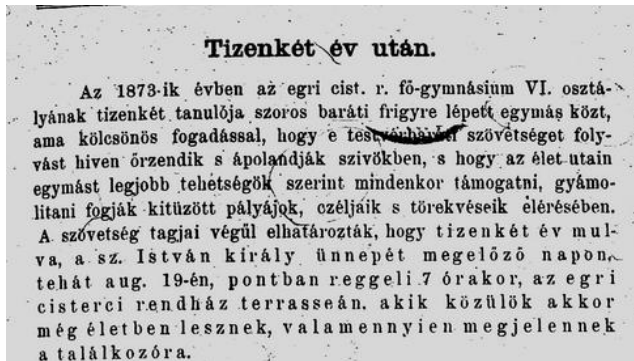 Tizenkét év után.
Az 1873-ik évben az egri cist. r. fő-gymnásium VI. osztá-
lyának tizenkét tanulója szoros baráti frigyre lépett egymás közt,
ama kölcsönös fogadással, hogy e testvérbaráti szövetséget foly-
vást hiven őrzendik s ápolandják szivökben, s hogy az élet utain
egymást legjobb tehetségök szerint mindenkor támogatni, gyámo-
litani fogják kitüzött pályájok, czéljaik s törekvéseik elérésében.
A szövetség tagjai végül elhatározták, hogy tizenkét év mul-
va, a sz. István király ünnepét megelőző napon,
tehát aug. 19-én, pontban reggeli 7 órakor, az egri
cisterci rendház terrasseán. akik közülök akkor
még életben lesznek, valamennyien megjelennek
a találkozóra.